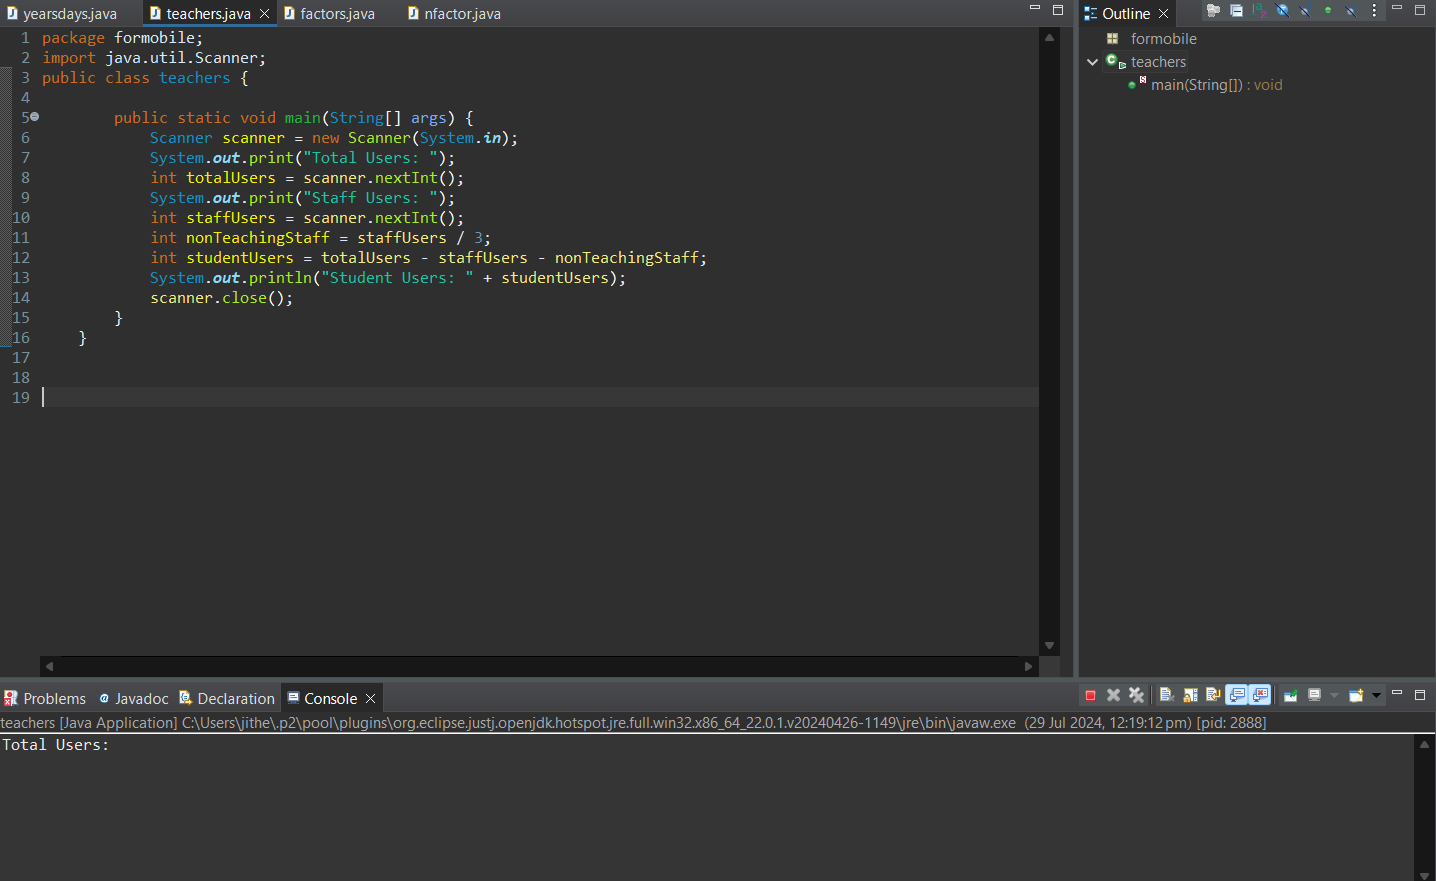 yearsdays.java teachers.java factors.java nfactor.java
Outline
1 package formobile;
2 import java.util.Scanner;
3 public class teachers {
4
5 public static void main(String[] args) {
6 Scanner scanner = new Scanner(System.in);
7 System.out.print("Total Users: ");
8 int totalUsers = scanner.nextInt();
9 System.out.print("Staff Users: ");
10 int staffUsers = scanner.nextInt();
11 int nonTeachingStaff = staffUsers / 3;
12 int studentUsers = totalUsers - staffUsers - nonTeachingStaff;
13 System.out.println("Student Users: " + studentUsers);
14 scanner.close();
15 }
16 }
17
18
19
formobile
teachers
main(String[]) : void
Problems Javadoc Declaration Console
teachers [Java Application] C:\Users\jithe\.p2\pool\plugins\org.eclipse.justj.openjdk.hotspot.jre.full.win32.x86_64_22.0.1.v20240426-1149\jre\bin\javaw.exe (29 Jul 2024, 12:19:12 pm) [pid: 2888]
Total Users: